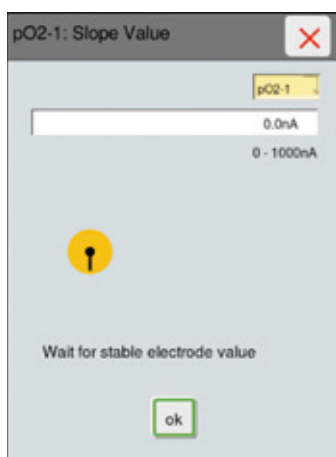 pO2-1: Slope Value
pO2-1
0.0nA
0 - 1000nA
Wait for stable electrode value
ok